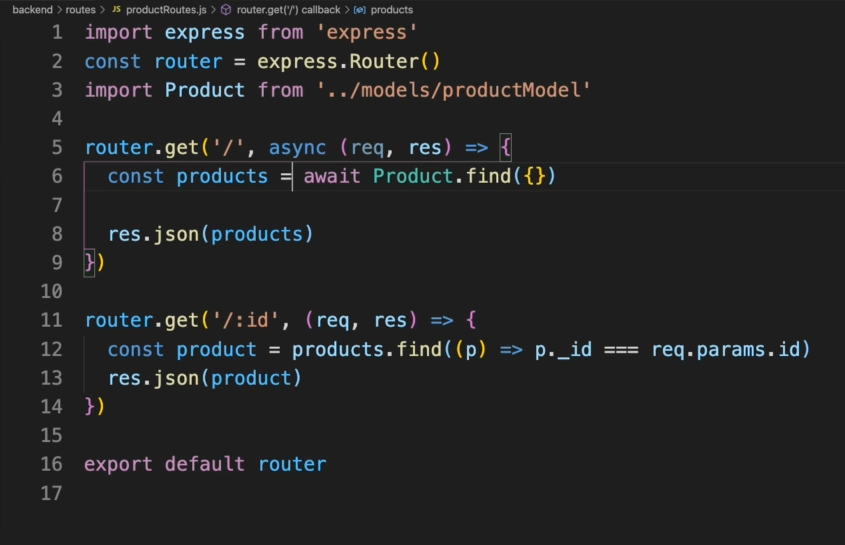 backend > routes > JS productRoutes.js > router.get('/') callback > products
1 import express from 'express'
2 const router = express.Router()
3 import Product from '../models/productModel'
4
5 router.get('/', async (req, res) => {
6   const products = await Product.find({})
7
8   res.json(products)
9 })
10
11 router.get('/:id', (req, res) => {
12   const product = products.find((p) => p._id === req.params.id)
13   res.json(product)
14 })
15
16 export default router
17